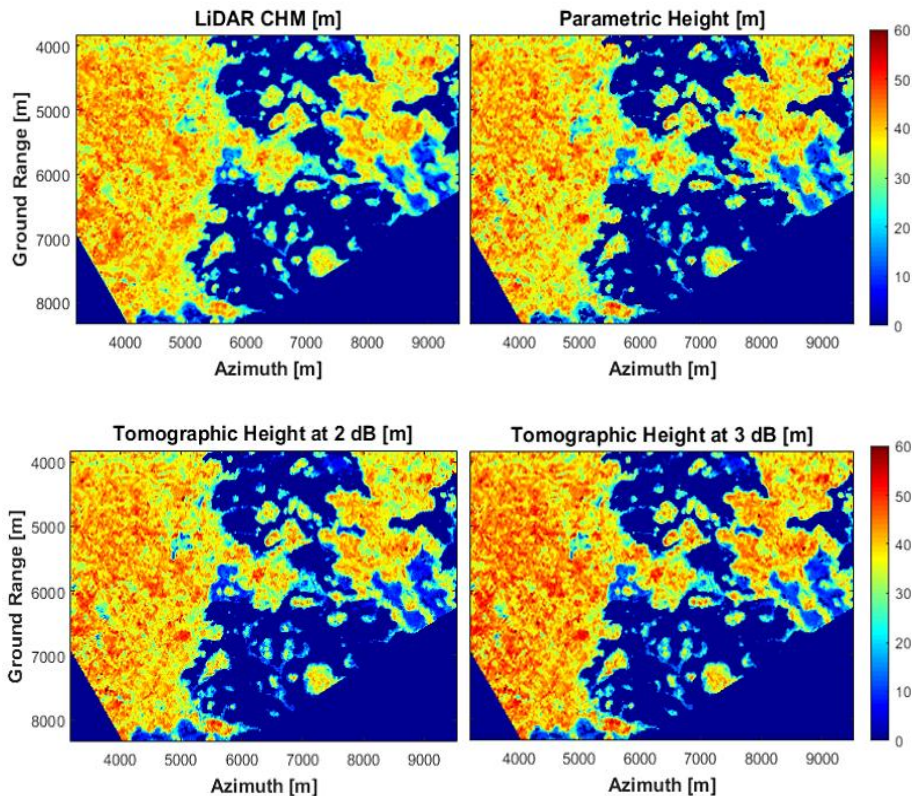 LiDAR CHM [m]
Parametric Height [m]
Ground Range [m]
4000
5000
6000
7000
8000
4000 5000 6000 7000 8000 9000
Azimuth [m]
4000 5000 6000 7000 8000 9000
Azimuth [m]
60
50
40
30
20
10
0
Tomographic Height at 2 dB [m]
Tomographic Height at 3 dB [m]
Ground Range [m]
4000
5000
6000
7000
8000
4000 5000 6000 7000 8000 9000
Azimuth [m]
4000 5000 6000 7000 8000 9000
Azimuth [m]
60
50
40
30
20
10
0